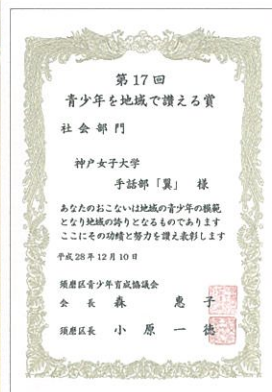 第17回
青少年を地域で讃える賞
社会部門
神戸女子大学
手話部「翼」 様
あなたのおこないは地域の青少年の模範
となり地域の誇りとなるものであります
ここにその功績と努力を讃え表彰します
平成28年12月10日
須磨区青少年育成協議会
会長 森 惠子
須磨区長 小原一徳